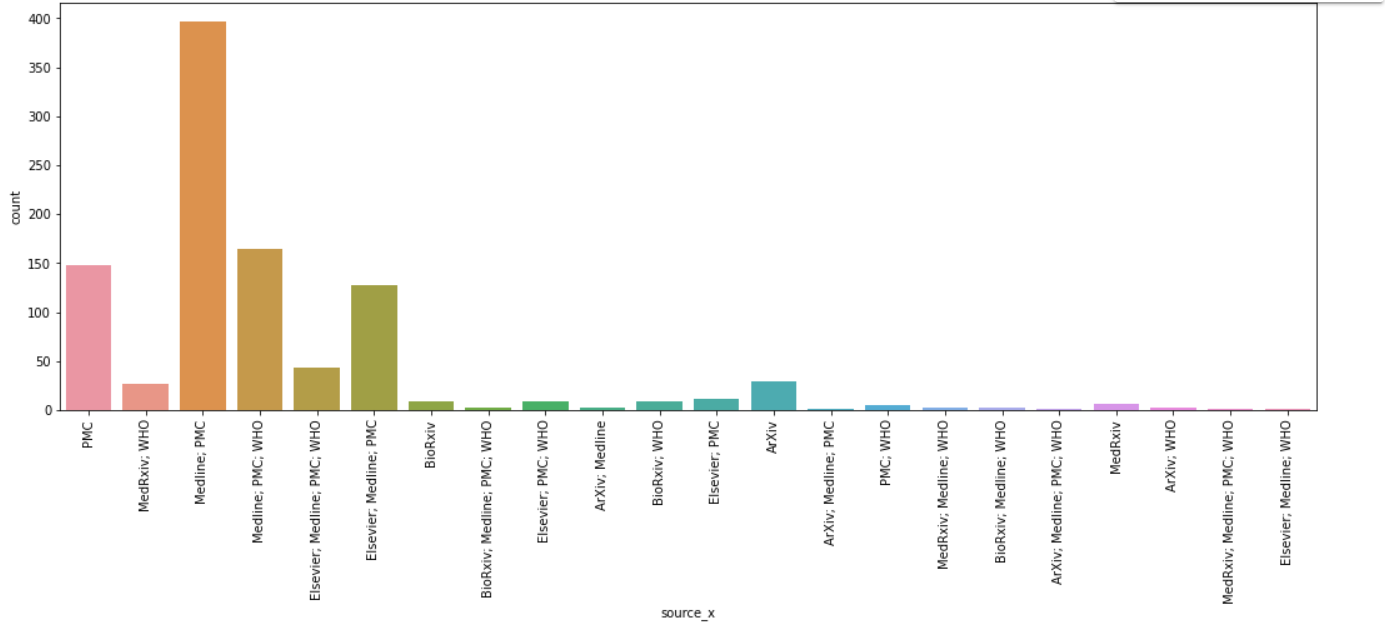 400
350
300
250
200
150
100
50
0
count
PMC
MedRxiv; WHO
Medline; PMC
Medline; PMC; WHO
Elsevier; Medline; PMC; WHO
Elsevier; Medline; PMC
BioRxiv
BioRxiv; Medline; PMC; WHO
Elsevier; PMC; WHO
ArXiv; Medline
BioRxiv; WHO
Elsevier; PMC
ArXiv
ArXiv; Medline; PMC
PMC; WHO
MedRxiv; Medline; WHO
BioRxiv; Medline; WHO
ArXiv; Medline; PMC; WHO
MedRxiv
ArXiv; WHO
MedRxiv; Medline; PMC; WHO
Elsevier; Medline; WHO
source_x